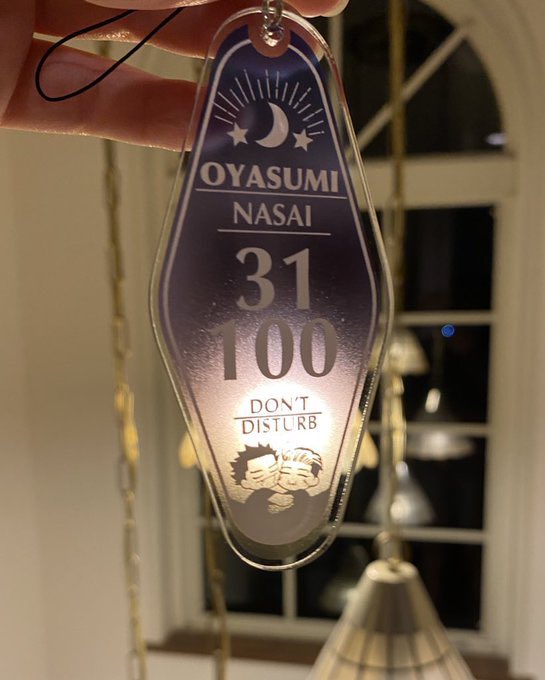 OYASUMI
NASAI
31
100
DON'T
DISTURB